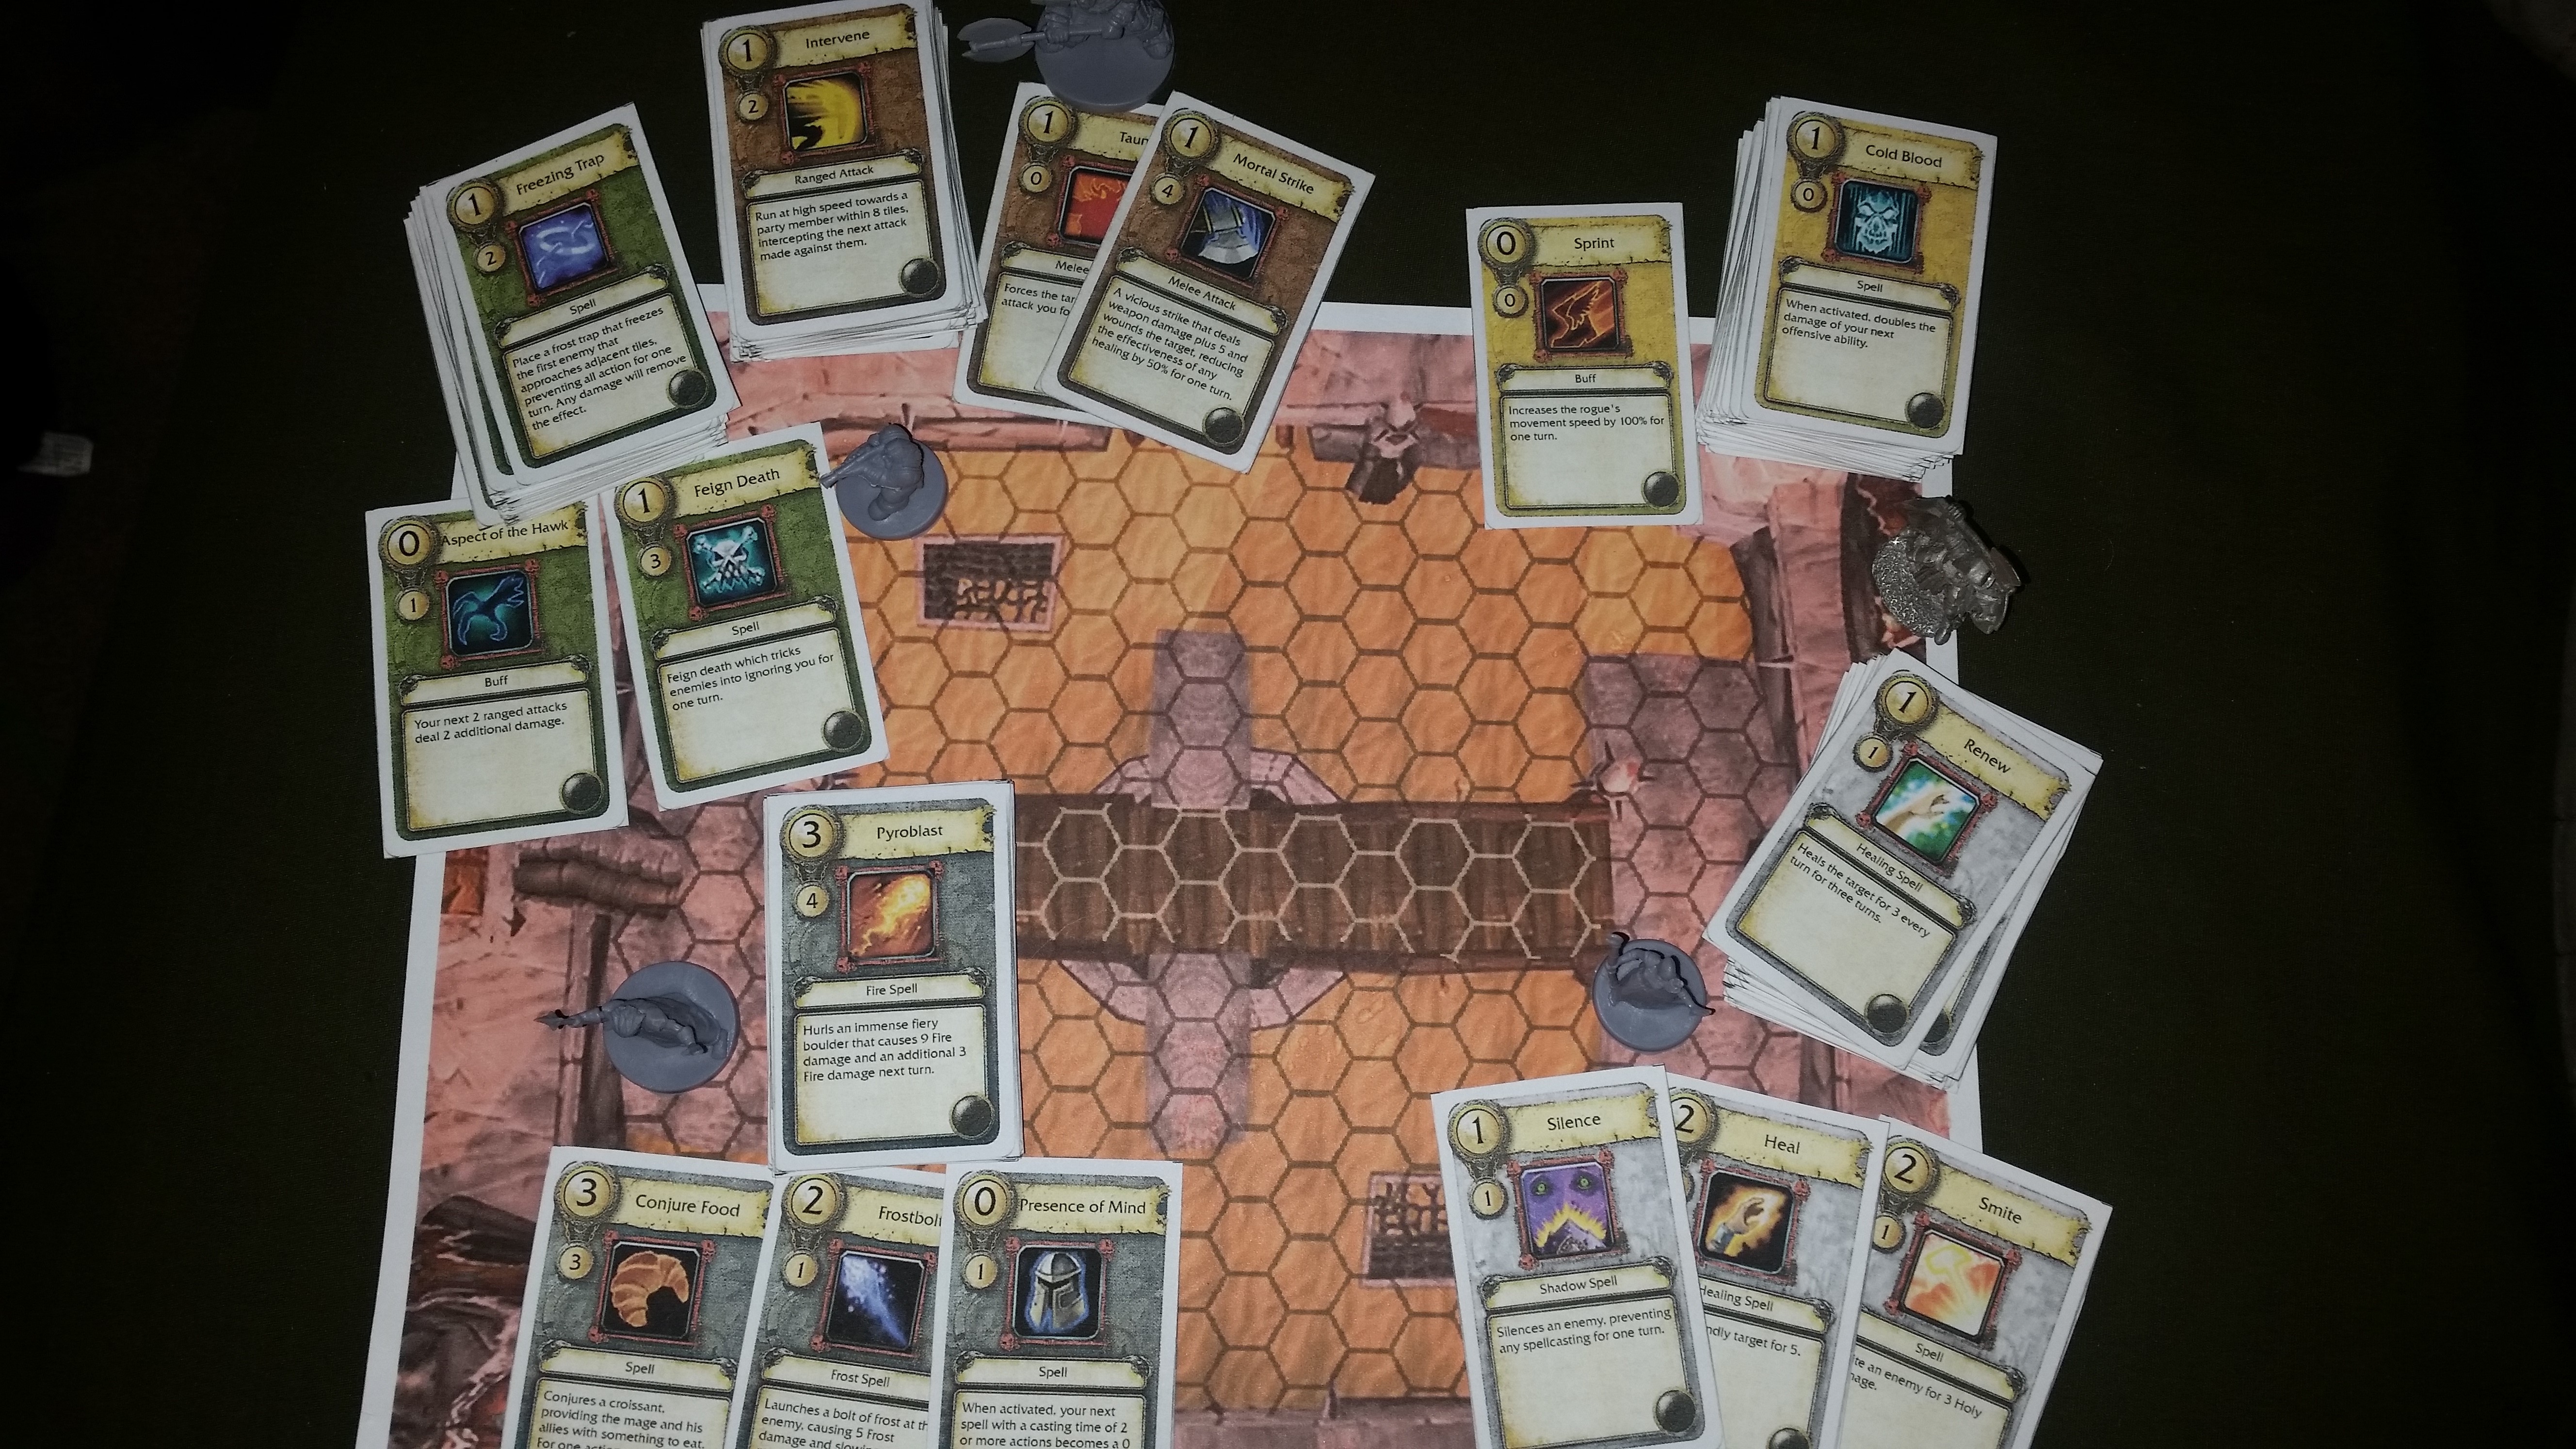 1
Intervene
2
Ranged Attack
Run at high speed towards a
party member within 8 tiles,
intercepting the next attack
made against them.
1
Freezing Trap
2
Spell
Place a frost trap that freezes
the first enemy that
approaches adjacent tiles,
preventing all action for one
turn. Any damage will remove
the effect.
1
0
Melee
Forces the
attack you
1
Mortal Strike
4
Melee Attack
A vicious strike that deals
weapon damage plus 5 and
wounds the target, reducing
the effectiveness of any
healing by 50% for one turn.
0
Sprint
0
Buff
Increases the rogue's
movement speed by 100% for
one turn.
1
Cold Blood
0
Spell
When activated, doubles the
damage of your next
offensive ability.
0
Aspect of the Hawk
1
Buff
Your next 2 ranged attacks
deal 2 additional damage.
1
Feign Death
3
Spell
Feign death which tricks
enemies into ignoring you for
one turn.
3
Pyroblast
4
Fire Spell
Hurls an immense fiery
boulder that causes 9 Fire
damage and an additional 3
Fire damage next turn.
1
Renew
1
Healing Spell
Heals the target for 3 every
turn for three turns.
3
Conjure Food
3
Spell
Conjures a croissant,
providing the mage and his
allies with something to eat.
For one
2
Frostbolt
1
Frost Spell
Launches a bolt of frost at
enemy, causing 5 Frost
damage and
0
Presence of Mind
1
Spell
When activated, your next
spell with a casting time of 2
or more actions becomes a 0
1
Silence
1
Shadow Spell
Silences an enemy, preventing
any spellcasting for one turn.
2
Heal
Healing Spell
target for 5.
2
Smite
1
Spell
an enemy for 3 Holy